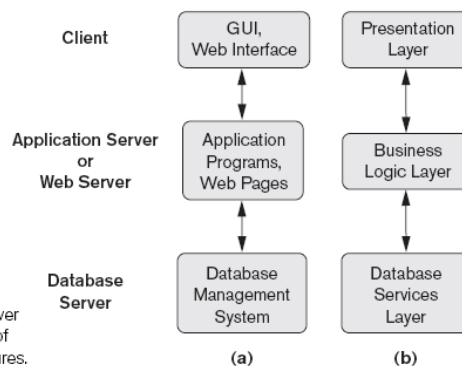 Client
GUI,
Web Interface
Presentation
Layer
Application Server
or
Web Server
Application
Programs,
Web Pages
Business
Logic Layer
Database
Server
Database
Management
System
Database
Services
Layer
of
(a)
(b)